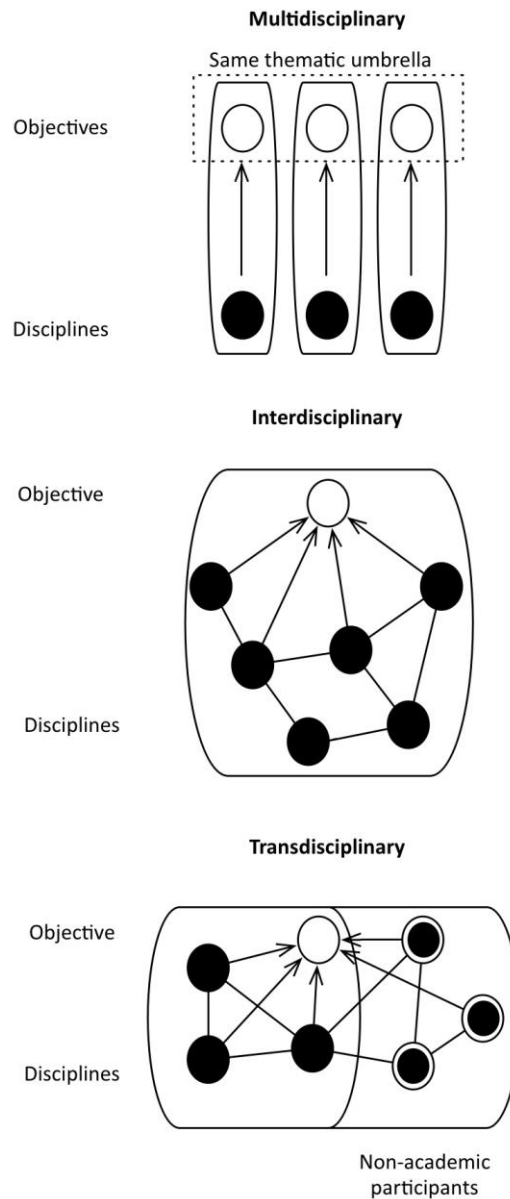 Multidisciplinary
Same thematic umbrella
Objectives
Disciplines
Interdisciplinary
Objective
Disciplines
Transdisciplinary
Objective
Disciplines
Non-academic
participants